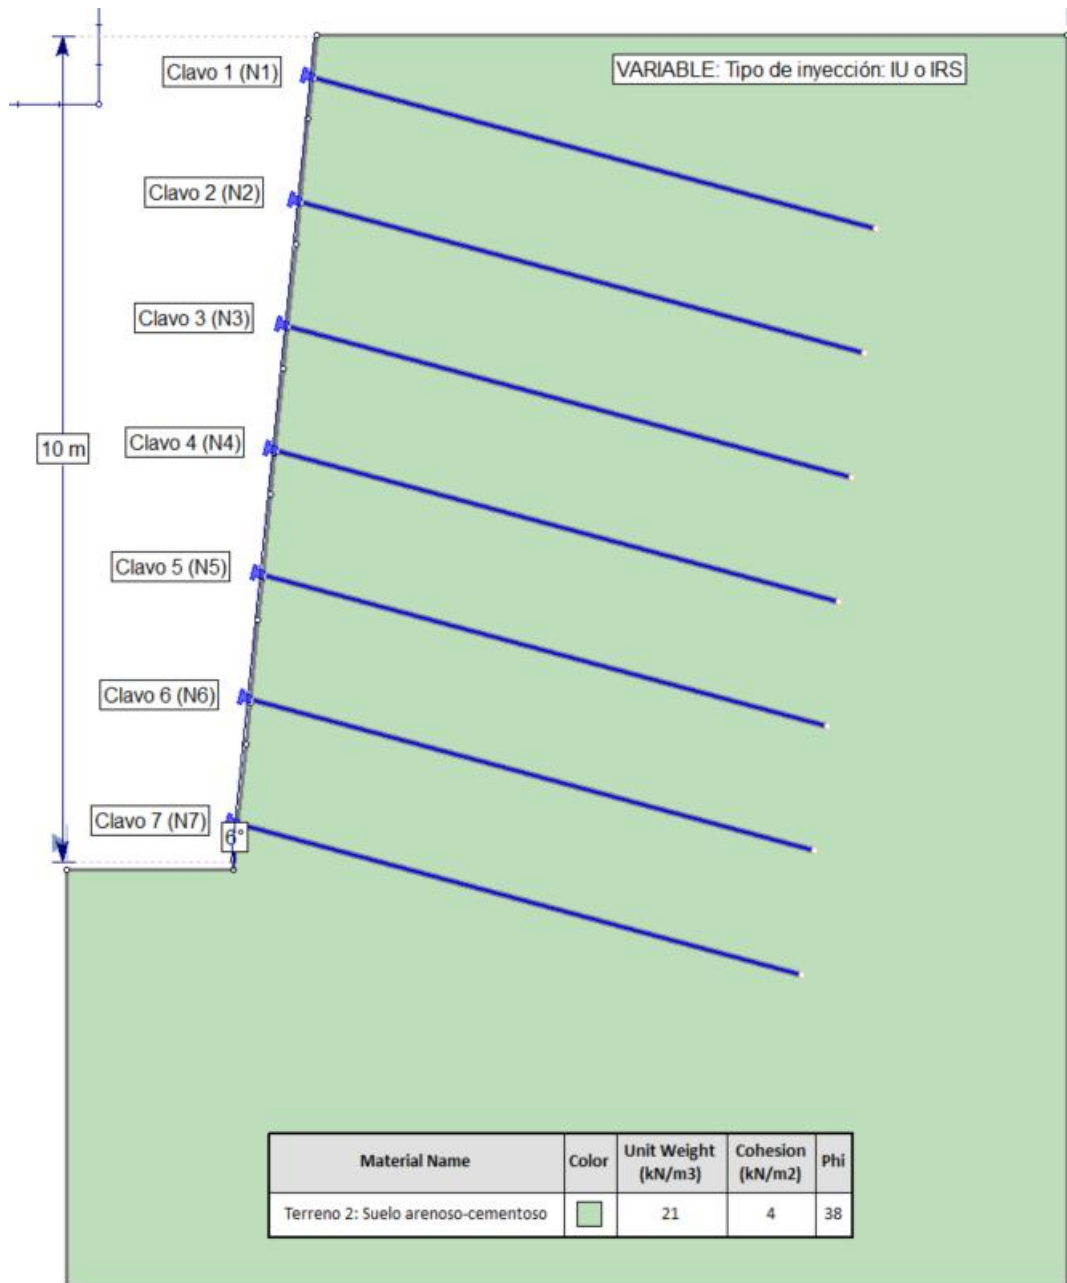 Clavo 1 (N1)
VARIABLE: Tipo de inyección: IU o IRS
Clavo 2 (N2)
Clavo 3 (N3)
Clavo 4 (N4)
10 m
Clavo 5 (N5)
Clavo 6 (N6)
Clavo 7 (N7)
6°
Material Name Color Unit Weight (kN/m3) Cohesion (kN/m2) Phi
Terreno 2: Suelo arenoso-cementoso 21 4 38